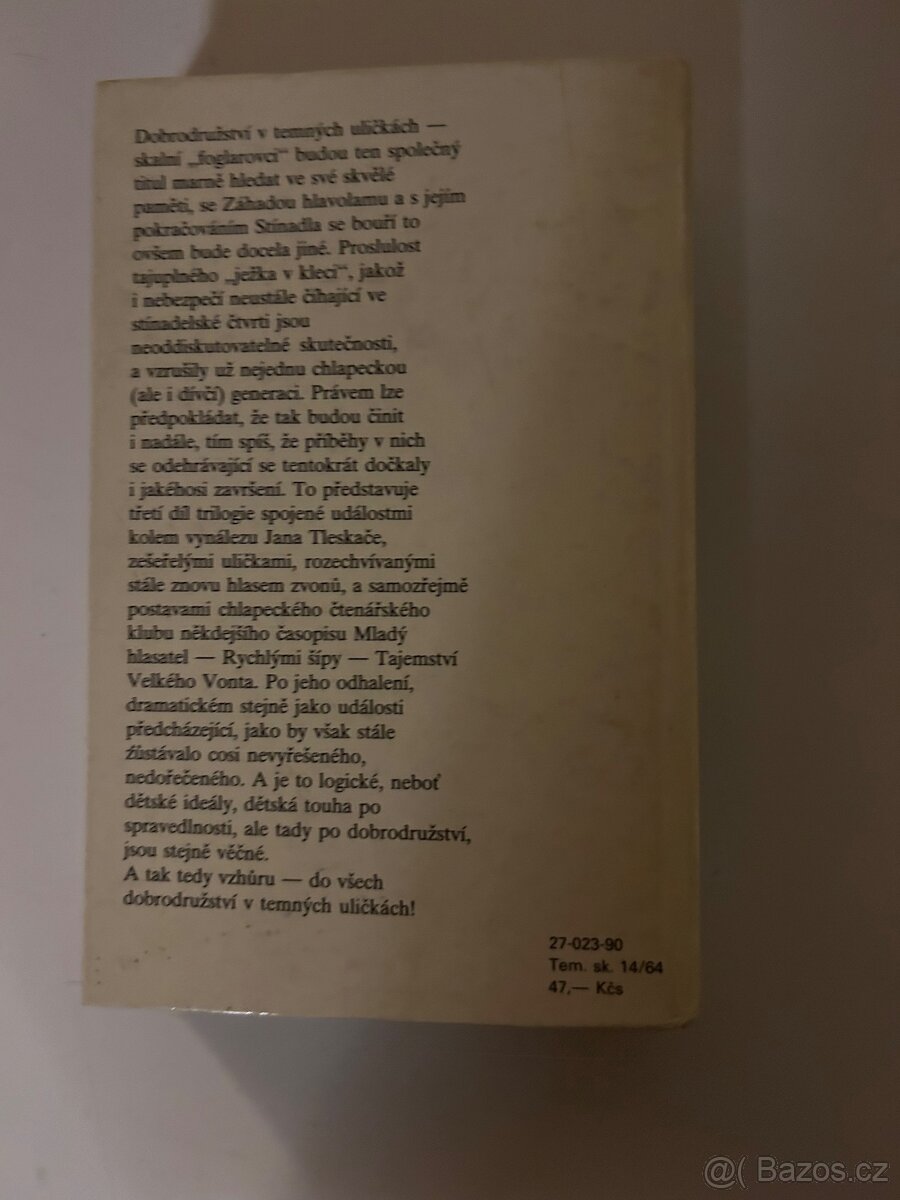 Dobrodružství v temných uličkách —
skalní „foglarovci“ budou ten společný
titul marně hledat ve své skvělé
paměti, se Záhadou hlavolamu a s jejím
pokračováním Stínadla se bouří to
ovšem bude docela jiné. Proslulost
tajuplného „ježka v kleci“, jakož
i nebezpečí neustále číhající ve
stínadelské čtvrti jsou
neoddiskutovatelné skutečnosti,
a vzrušily už nejednu chlapeckou
(ale i dívčí) generaci. Právem lze
předpokládat, že tak budou činit
i nadále, tím spíš, že příběhy v nich
se odehrávající se tentokrát dočkaly
i jakéhosi završení. To představuje
třetí díl trilogie spojené událostmi
kolem vynálezu Jana Tleskače,
zešeřelými uličkami, rozechvívanými
stále znovu hlasem zvonů, a samozřejmě
postavami chlapeckého čtenářského
klubu někdejšího časopisu Mladý
hlasatel — Rychlými šípy — Tajemství
Velkého Vonta. Po jeho odhalení,
dramatickém stejně jako události
předcházející, jako by však stále
zůstávalo cosi nevyřešeného,
nedořečeného. A je to logické, neboť
dětské ideály, dětská touha po
spravedlnosti, ale tady po dobrodružství,
jsou stejně věčné.
A tak tedy vzhůru — do všech
dobrodružství v temných uličkách!
27-023-90
Tem. sk. 14/64
47,— Kčs
@( Bazos.cz